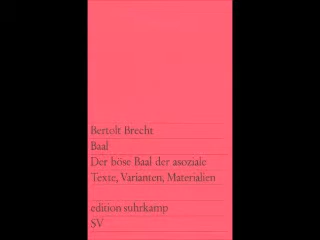 Bertolt Brecht
Baal
Der böse Baal der asoziale
Texte, Varianten, Materialien
edition suhrkamp
SV